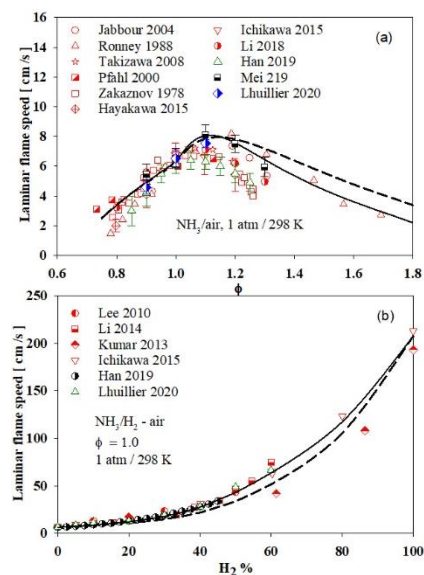 (a)
Jabbour 2004
Ronney 1988
Takizawa 2008
Pfahl 2000
Zakaznov 1978
Hayakawa 2015
Ichikawa 2015
Li 2018
Han 2019
Mei 219
Lhuillier 2020
Laminar flame speed [ cm /s]
16
14
12
10
8
6
4
2
0
NH3/air, 1 atm / 298 K
0.6 0.8 1.0 1.2 1.4 1.6 1.8
ϕ
(b)
Lee 2010
Li 2014
Kumar 2013
Ichikawa 2015
Han 2019
Lhuillier 2020
NH3/H2 - air
ϕ = 1.0
1 atm / 298 K
Laminar flame speed [ cm /s]
250
200
150
100
50
0
0 20 40 60 80 100
H2 %